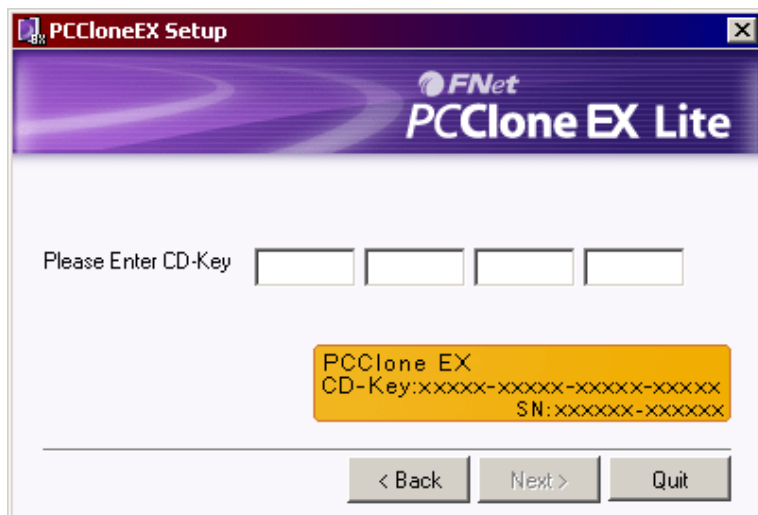 PCCloneEX Setup
FNet
PCClone EX Lite
Please Enter CD-Key
PCClone EX
CD-Key:xxxxx-xxxxx-xxxxx-xxxxx
SN:xxxxxx-xxxxxx
< Back Next > Quit